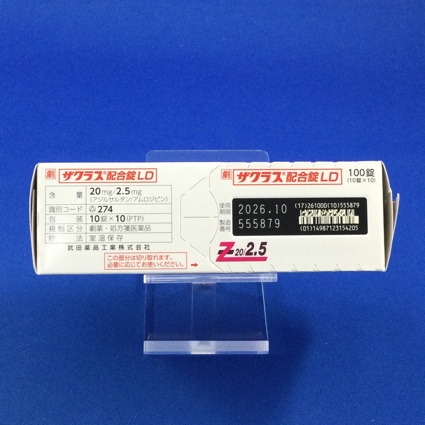 劇 ザクラス配合錠LD
含量 20mg/2.5mg
(アジルサルタン/アムロジピン)
識別コード 274
包装 10錠×10(PTP)
規制区分 劇薬・処方箋医薬品
貯法 室温保存
武田薬品工業株式会社
この部分は切り取れます。
必要に応じてお使いください。
劇 ザクラス配合錠LD
100錠
(10錠×10)
使用期限 2026.10
製造番号 555879
(17)261000(10)555879
(01)14987123154205
Z20/2.5